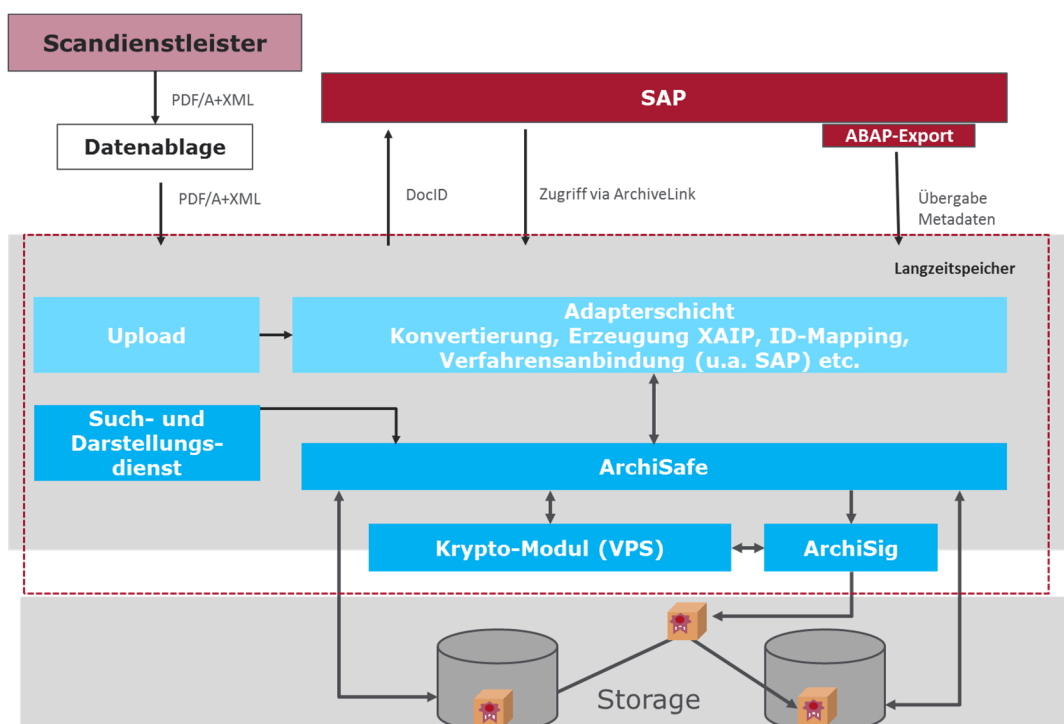 Scandienstleister
PDF/A+XML
Datenablage
SAP
ABAP-Export
PDF/A+XML
DocID
Zugriff via ArchiveLink
Übergabe
Metadaten
Langzeitspeicher
Upload
Adapterschicht
Konvertierung, Erzeugung XAIP, ID-Mapping,
Verfahrensanbindung (u.a. SAP) etc.
Such- und
Darstellungs-
dienst
ArchiSafe
Krypto-Modul (VPS)
ArchiSig
Storage